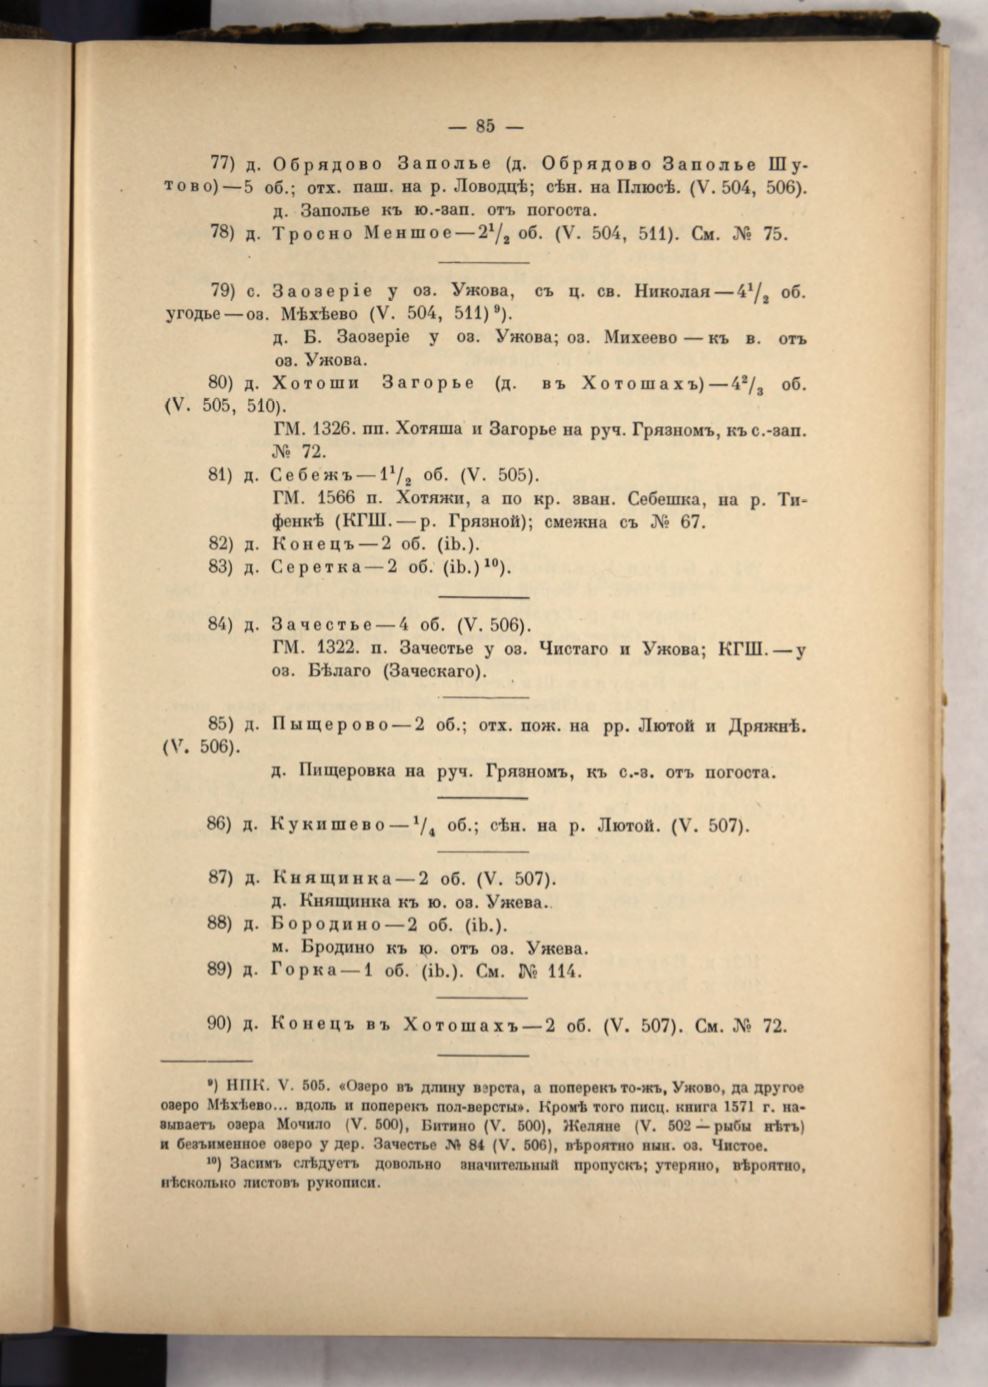 — 85 —
77) д. Обрядово Заполье (д. Обрядово Заполье Шу-
тово)—5 об.; отх. паш. на р. Ловодцѣ; сѣн. на Плюсѣ. (V. 504, 506).
д. Заполье къ ю.-зап. отъ погоста.
78) д. Тросно Меншое—2¹/₂ об. (V. 504, 511). См. № 75.
79) с. Заозеріе у оз. Ужова, съ ц. св. Николая—4¹/₂ об.
угодье—оз. Мѣхѣево (V. 504, 511)⁹).
д. Б. Заозеріе у оз. Ужова; оз. Михеево — къ в. отъ
оз. Ужова.
80) д. Хотоши Загорье (д. въ Хотошахъ)—4²/₃ об.
(V. 505, 510).
ГМ. 1326. пп. Хотяша и Загорье на руч. Грязномъ, къ с.-зап.
№ 72.
81) д. Себежъ—1¹/₂ об. (V. 505).
ГМ. 1566 п. Хотяжи, а по кр. зван. Себешка, на р. Ти-
фенкѣ (КГШ.—р. Грязной); смежна съ № 67.
82) д. Конецъ—2 об. (ib.).
83) д. Серетка—2 об. (ib.)¹⁰).
84) д. Зачестье—4 об. (V. 506).
ГМ. 1322. п. Зачестье у оз. Чистаго и Ужова; КГШ.—у
оз. Бѣлаго (Заческаго).
85) д. Пыщерово—2 об.; отх. пож. на рр. Лютой и Дряжнѣ.
(V. 506).
д. Пищеровка на руч. Грязномъ, къ с.-з. отъ погоста.
86) д. Кукишево—¹/₄ об.; сѣн. на р. Лютой. (V. 507).
87) д. Княщинка—2 об. (V. 507).
д. Княщинка къ ю. оз. Ужева.
88) д. Бородино—2 об. (ib.).
м. Бродино къ ю. отъ оз. Ужева.
89) д. Горка—1 об. (ib.). См. № 114.
90) д. Конецъ въ Хотошахъ—2 об. (V. 507). См. № 72.
⁹) НПК. V. 505. «Озеро въ длину верста, а поперекъ то-жъ, Ужово, да другое
озеро Мѣхѣево... вдоль и поперекъ пол-версты». Кромѣ того писц. книга 1571 г. на-
зываетъ озера Мочило (V. 500), Битино (V. 500), Желяне (V. 502 — рыбы нѣтъ)
и безъименное озеро у дер. Зачестье № 84 (V. 506), вѣроятно нын. оз. Чистое.
¹⁰) Засимъ слѣдуетъ довольно значительный пропускъ; утеряно, вѣроятно,
нѣсколько листовъ рукописи.